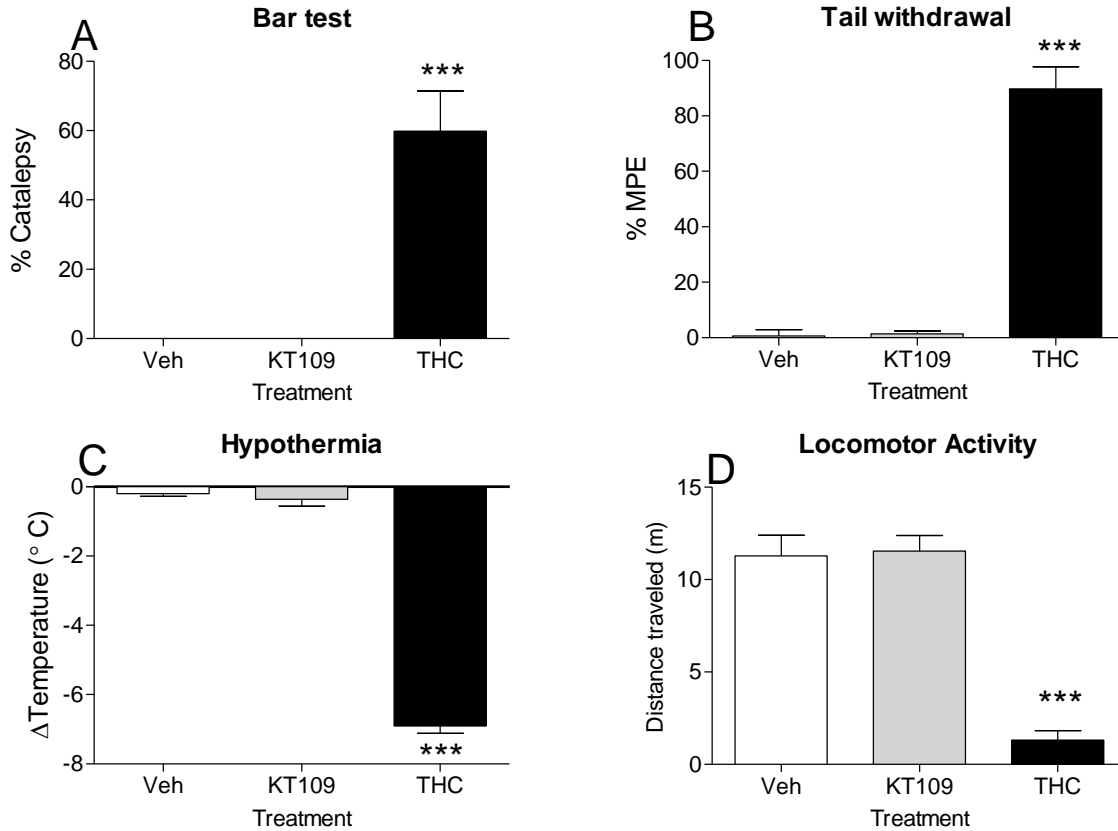 A
Bar test
% Catalepsy
80
60
40
20
0
***
Veh KT109 THC
Treatment
B
Tail withdrawal
% MPE
100
80
60
40
20
0
***
Veh KT109 THC
Treatment
C
Hypothermia
ΔTemperature (° C)
0
-2
-4
-6
-8
***
Veh KT109 THC
Treatment
D
Locomotor Activity
Distance traveled (m)
15
10
5
0
***
Veh KT109 THC
Treatment